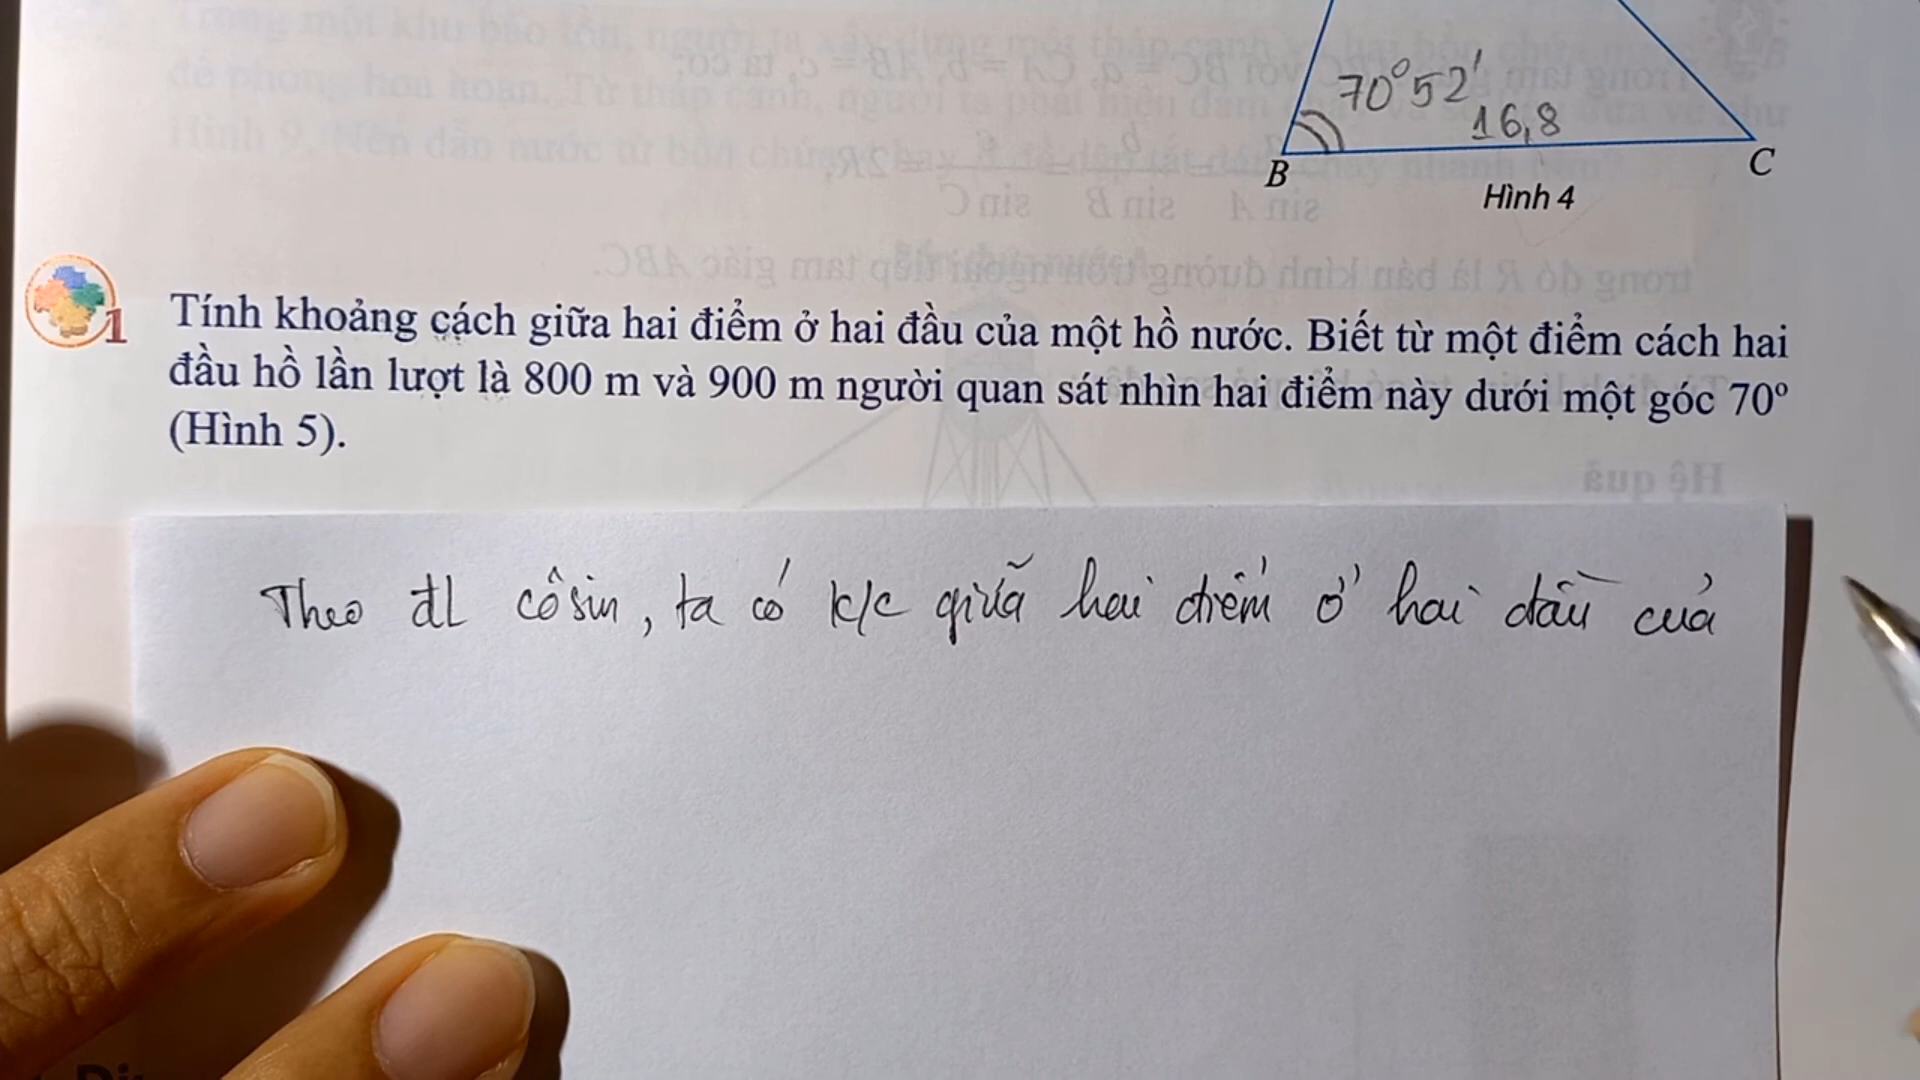 70°52'
16,8
B
C
Hình 4
1
Tính khoảng cách giữa hai điểm ở hai đầu của một hồ nước. Biết từ một điểm cách hai
đầu hồ lần lượt là 800 m và 900 m người quan sát nhìn hai điểm này dưới một góc 70°
(Hình 5).
Theo đl côsin, ta có k/c giữa hai điểm ở hai đầu của